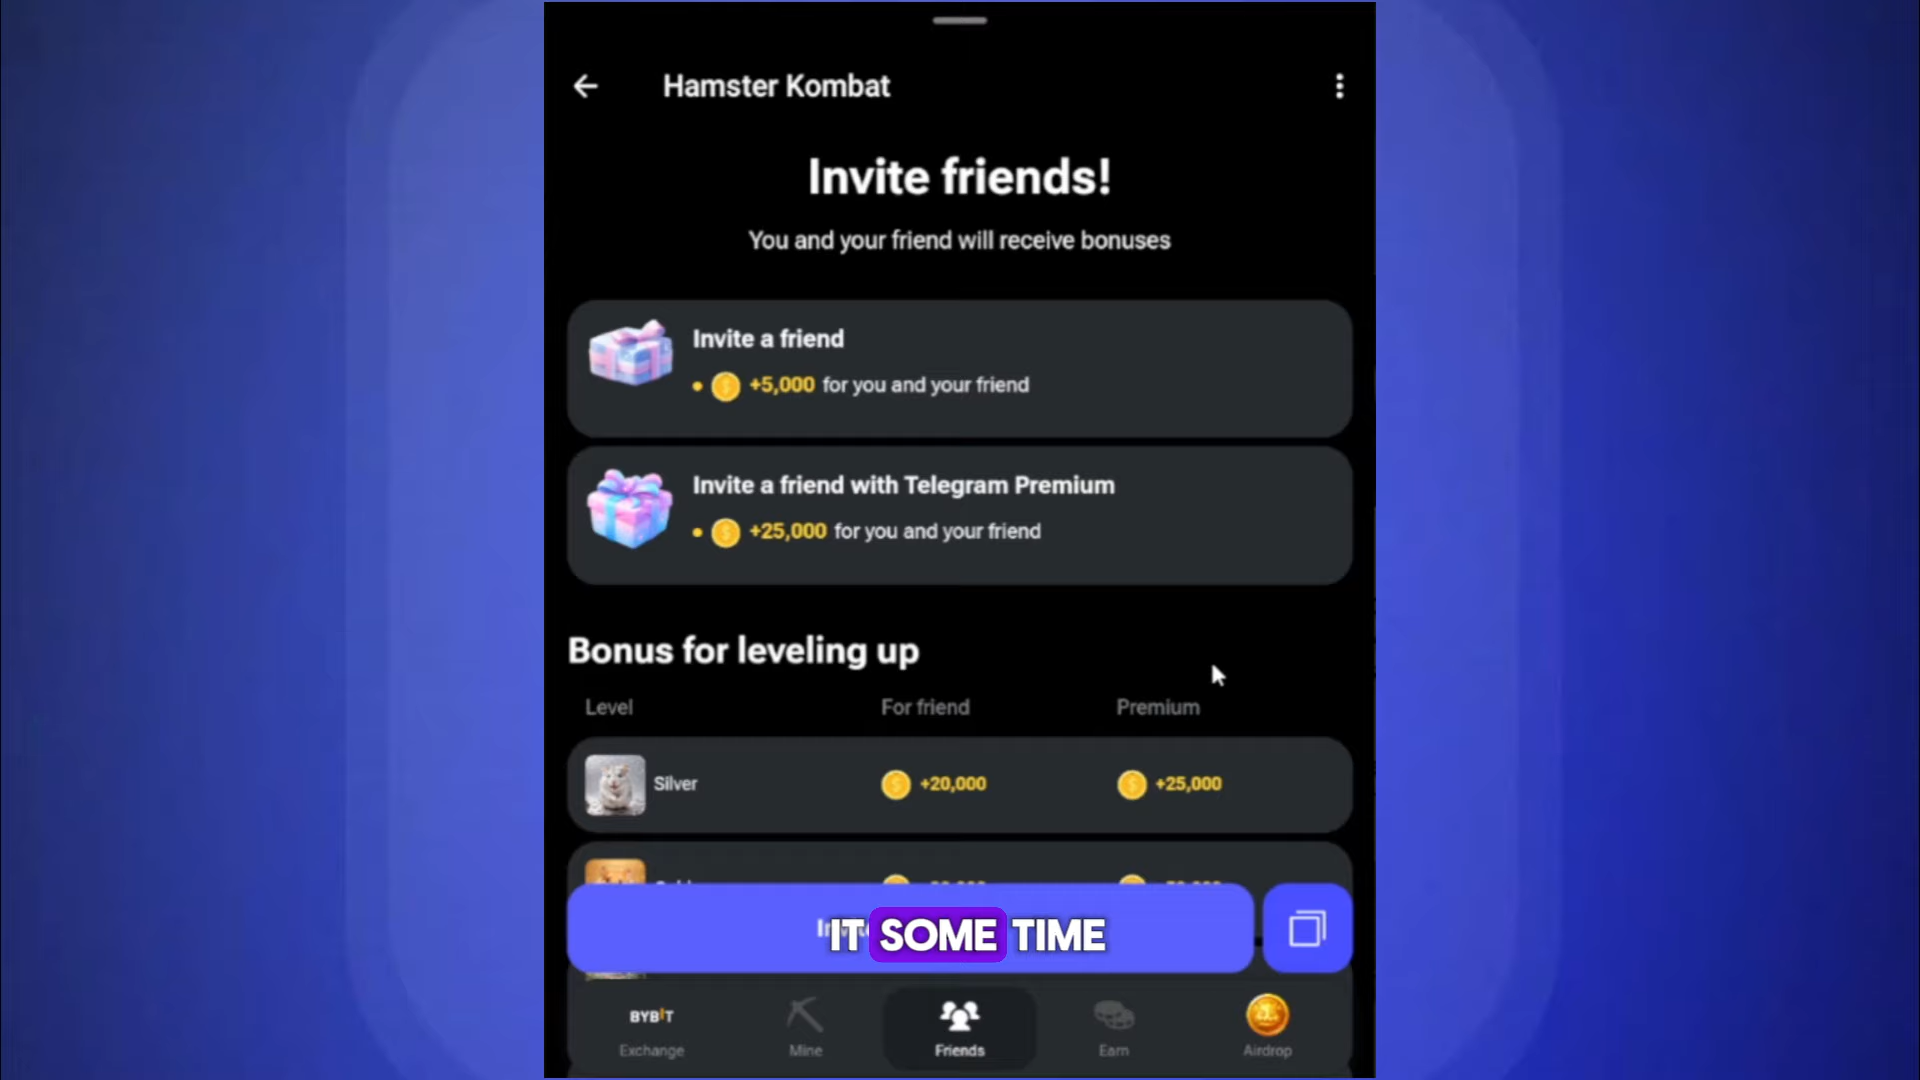 Hamster Kombat
Invite friends!
You and your friend will receive bonuses
Invite a friend
+5,000 for you and your friend
Invite a friend with Telegram Premium
+25,000 for you and your friend
Bonus for leveling up
Level For friend Premium
Silver +20,000 +25,000
IT SOME TIME
BYBIT
Exchange Mine Friends Earn Airdrop